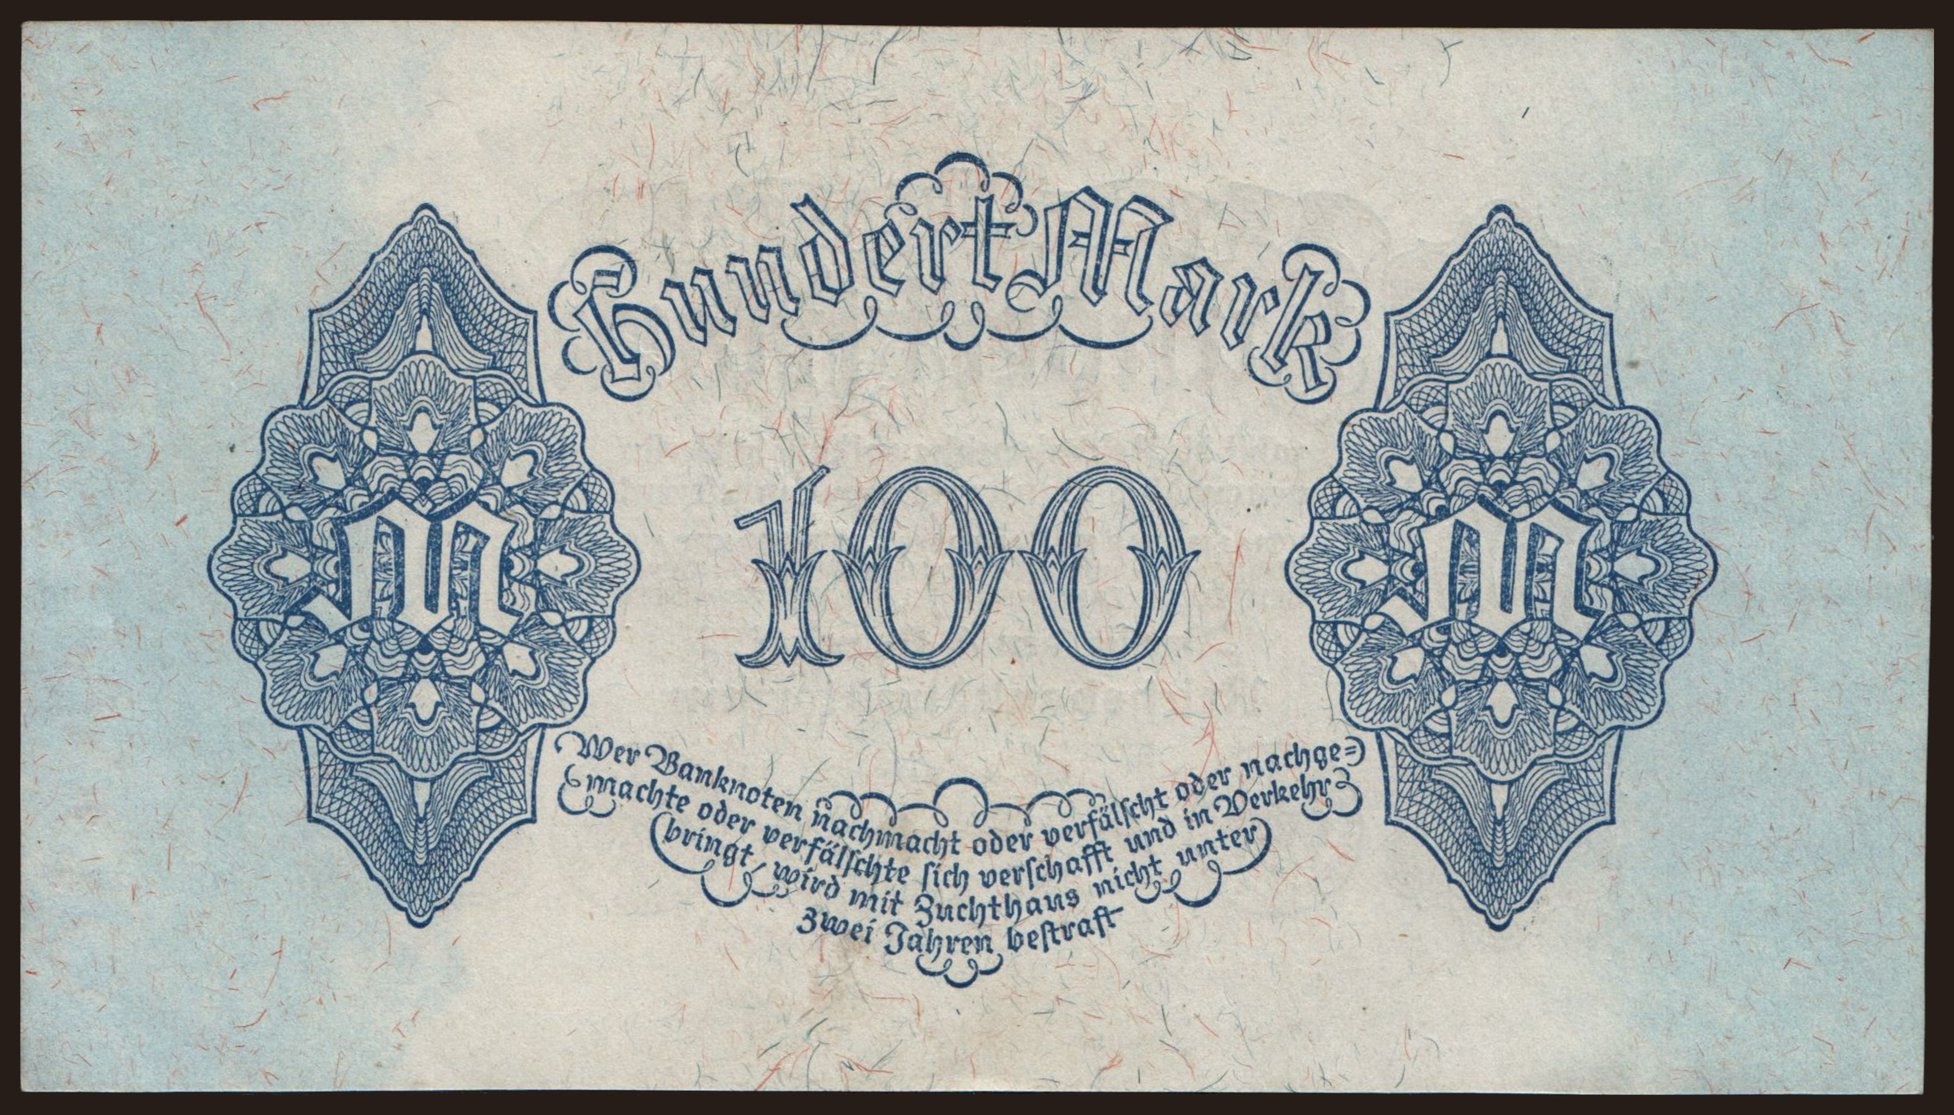 Hundert Mark
M
100
M
Wer Banknoten nachmacht oder verfälscht oder nachge=
machte oder verfälschte sich verschafft und in Verkehr
bringt, wird mit Zuchthaus nicht unter
zwei Jahren bestraft